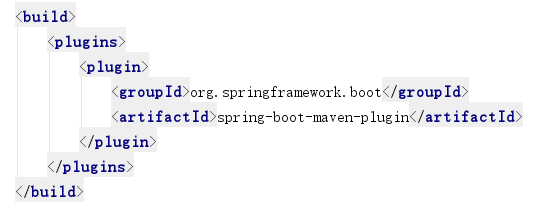 <build>
<plugins>
<plugin>
<groupId>org.springframework.boot</groupId>
<artifactId>spring-boot-maven-plugin</artifactId>
</plugin>
</plugins>
</build>